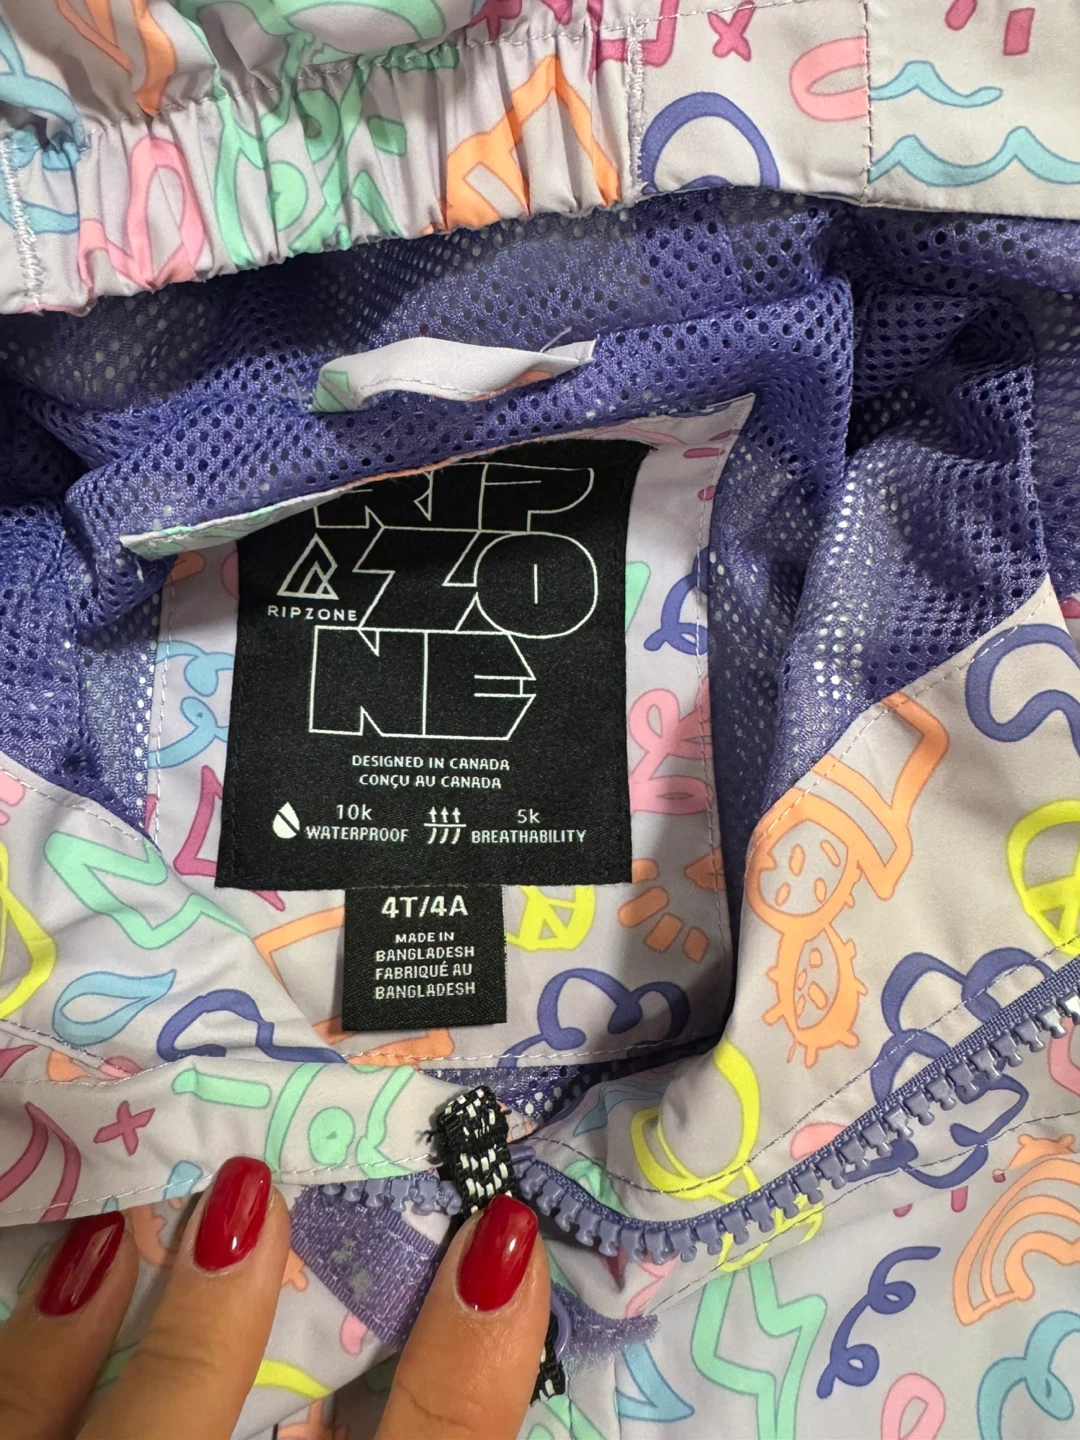 RIP
ZO
NE
RIPZONE
DESIGNED IN CANADA
CONÇU AU CANADA
10k
WATERPROOF
5k
BREATHABILITY
4T/4A
MADE IN
BANGLADESH
FABRIQUÉ AU
BANGLADESH